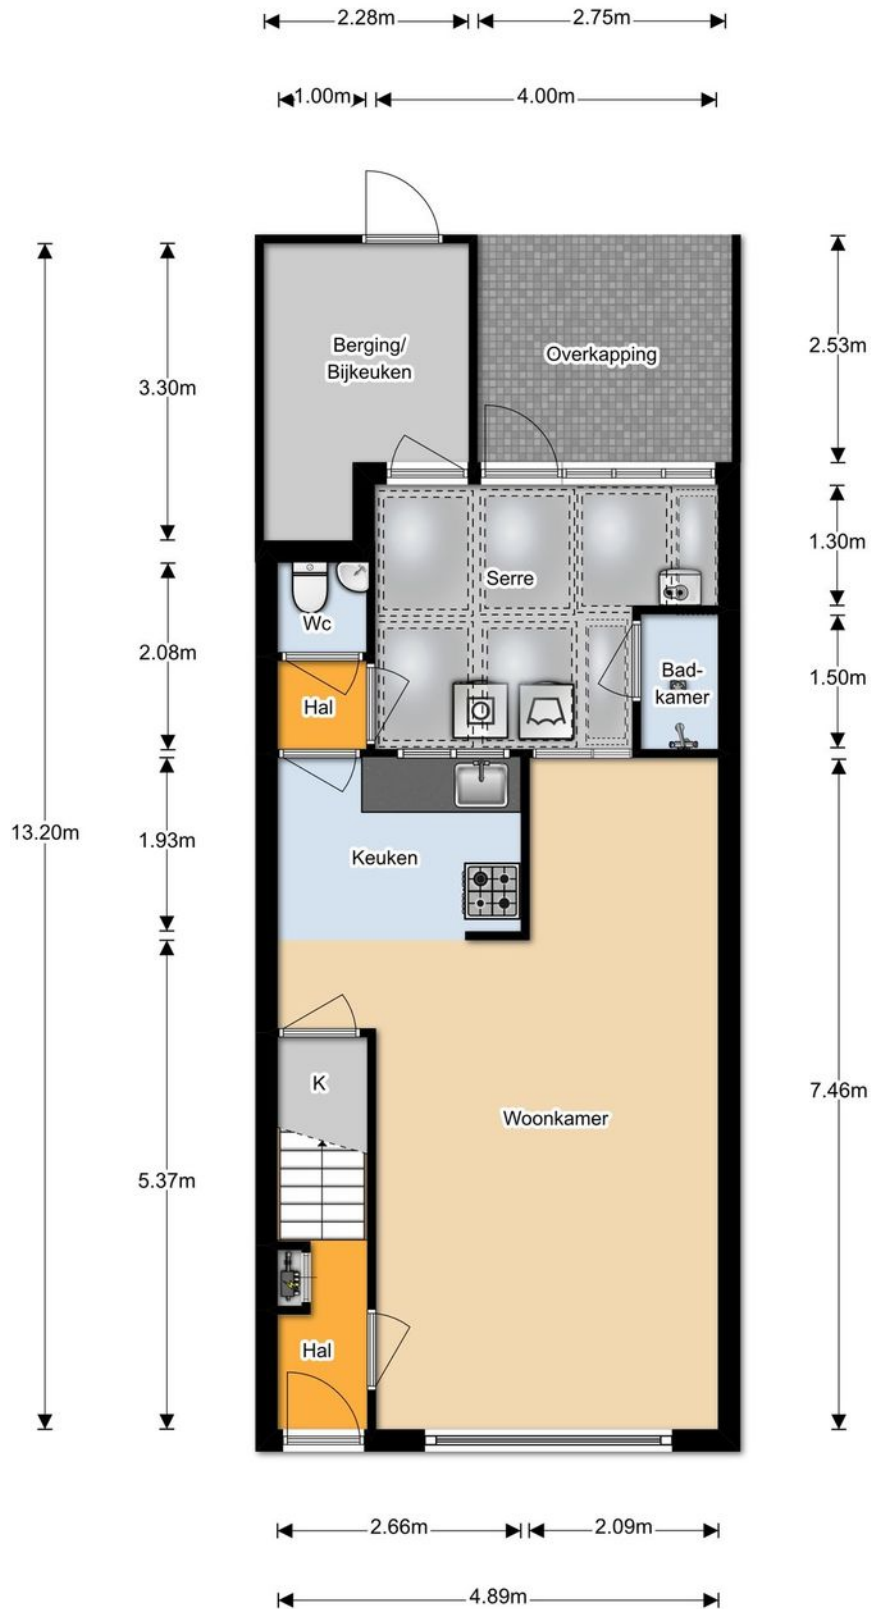 2.28m
2.75m
1.00m
4.00m
Berging/
Bijkeuken
Overkapping
2.53m
3.30m
1.30m
Serre
Wc
2.08m
Bad-
kamer
1.50m
Hal
13.20m
1.93m
Keuken
K
7.46m
Woonkamer
5.37m
Hal
2.66m
2.09m
4.89m